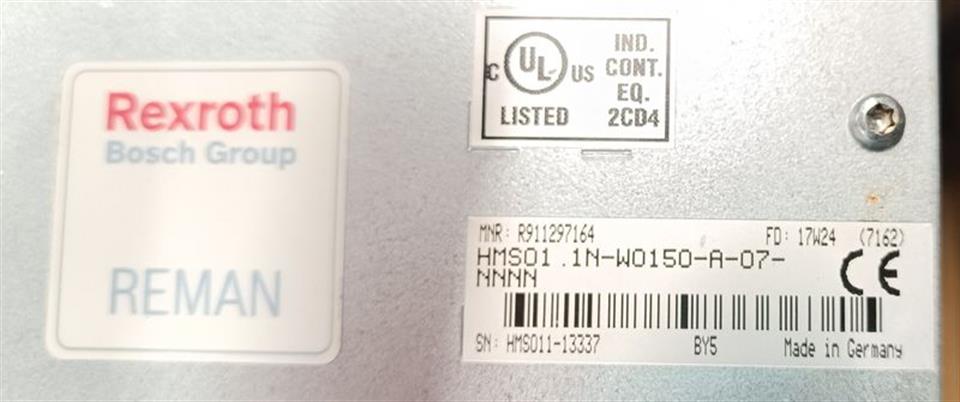 Rexroth
Bosch Group
REMAN
C UL US
LISTED
IND.
CONT.
EQ.
2CD4
MNR: R911297164 FD: 17W24 (7162)
HMS01.1N-W0150-A-07-
NNNN
CE
SN: HMS011-13337 BY5 Made in Germany